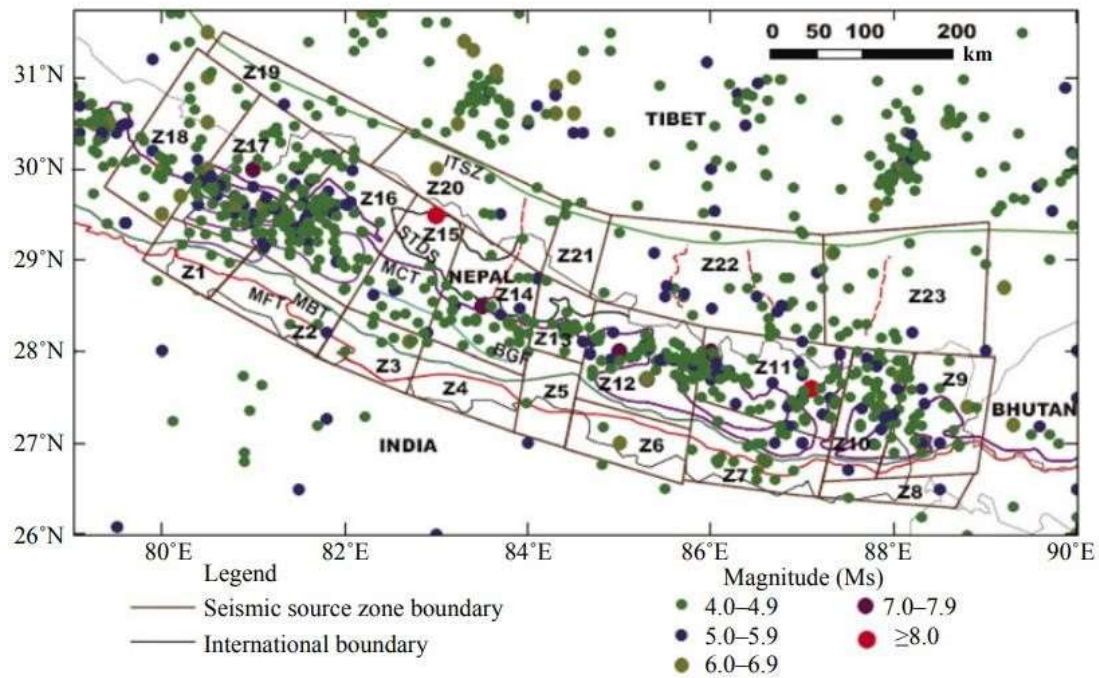 0 50 100 200
km
31°N
30°N
29°N
28°N
27°N
26°N
80°E 82°E 84°E 86°E 88°E 90°E
Z19
TIBET
Z18
Z17
ITSZ
Z16
Z20
Z15
STDS
Z21
Z22
Z1
MCT
NEPAL
Z14
Z23
MFT
MBT
Z2
Z13
BGF
Z3
Z12
Z11
Z9
Z4
Z5
BHUTAN
INDIA
Z6
Z10
Z7
Z8
Legend
Seismic source zone boundary
International boundary
Magnitude (Ms)
4.0–4.9
5.0–5.9
6.0–6.9
7.0–7.9
≥8.0